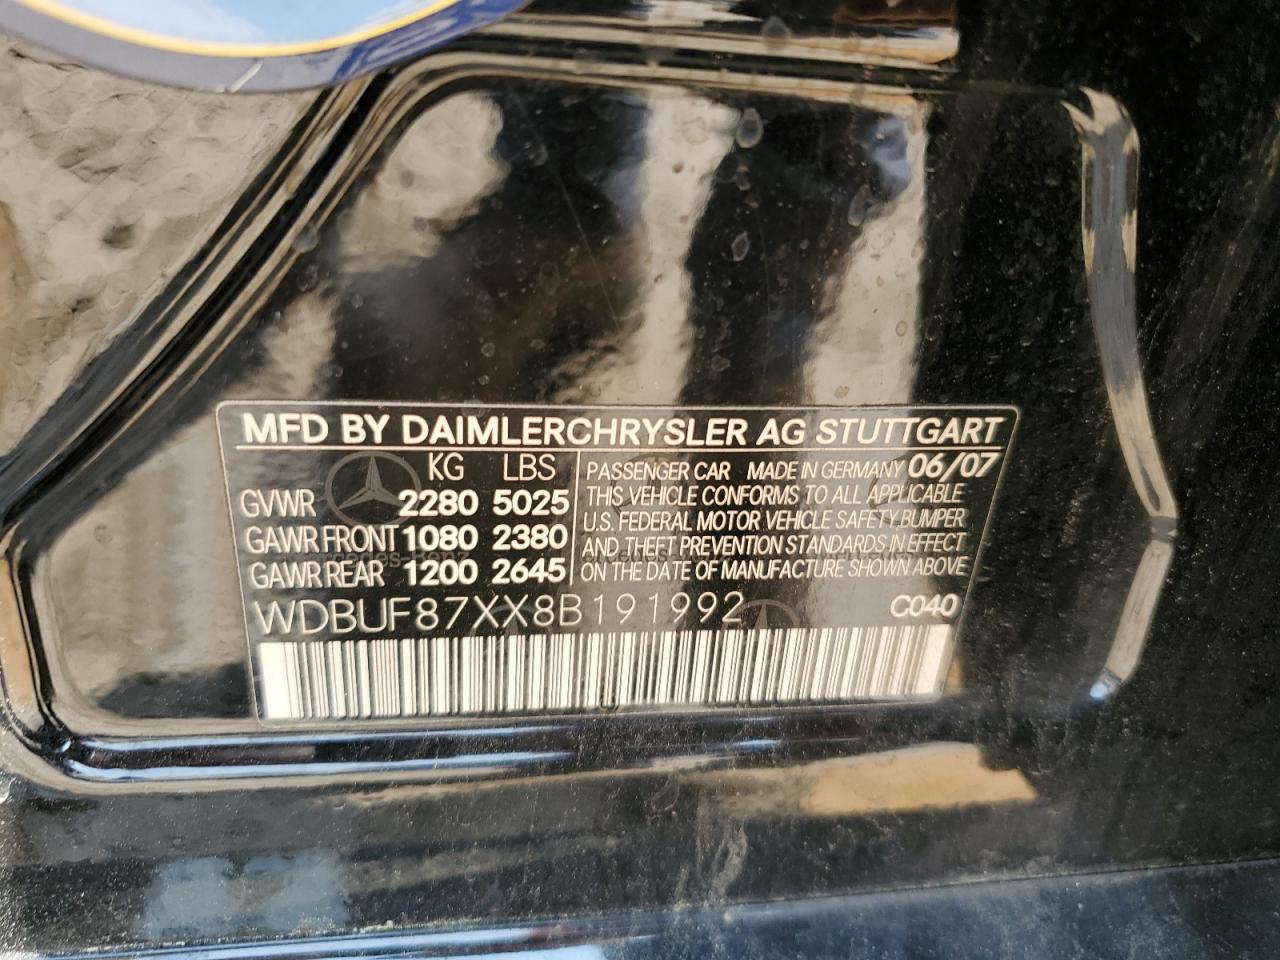 MFD BY DAIMLERCHRYSLER AG STUTTGART
KG LBS
GVWR 2280 5025
GAWR FRONT 1080 2380
GAWR REAR 1200 2645
PASSENGER CAR MADE IN GERMANY 06/07
THIS VEHICLE CONFORMS TO ALL APPLICABLE
U.S. FEDERAL MOTOR VEHICLE SAFETY,BUMPER
AND THEFT PREVENTION STANDARDS IN EFFECT
ON THE DATE OF MANUFACTURE SHOWN ABOVE
WDBUF87XX8B191992 C040